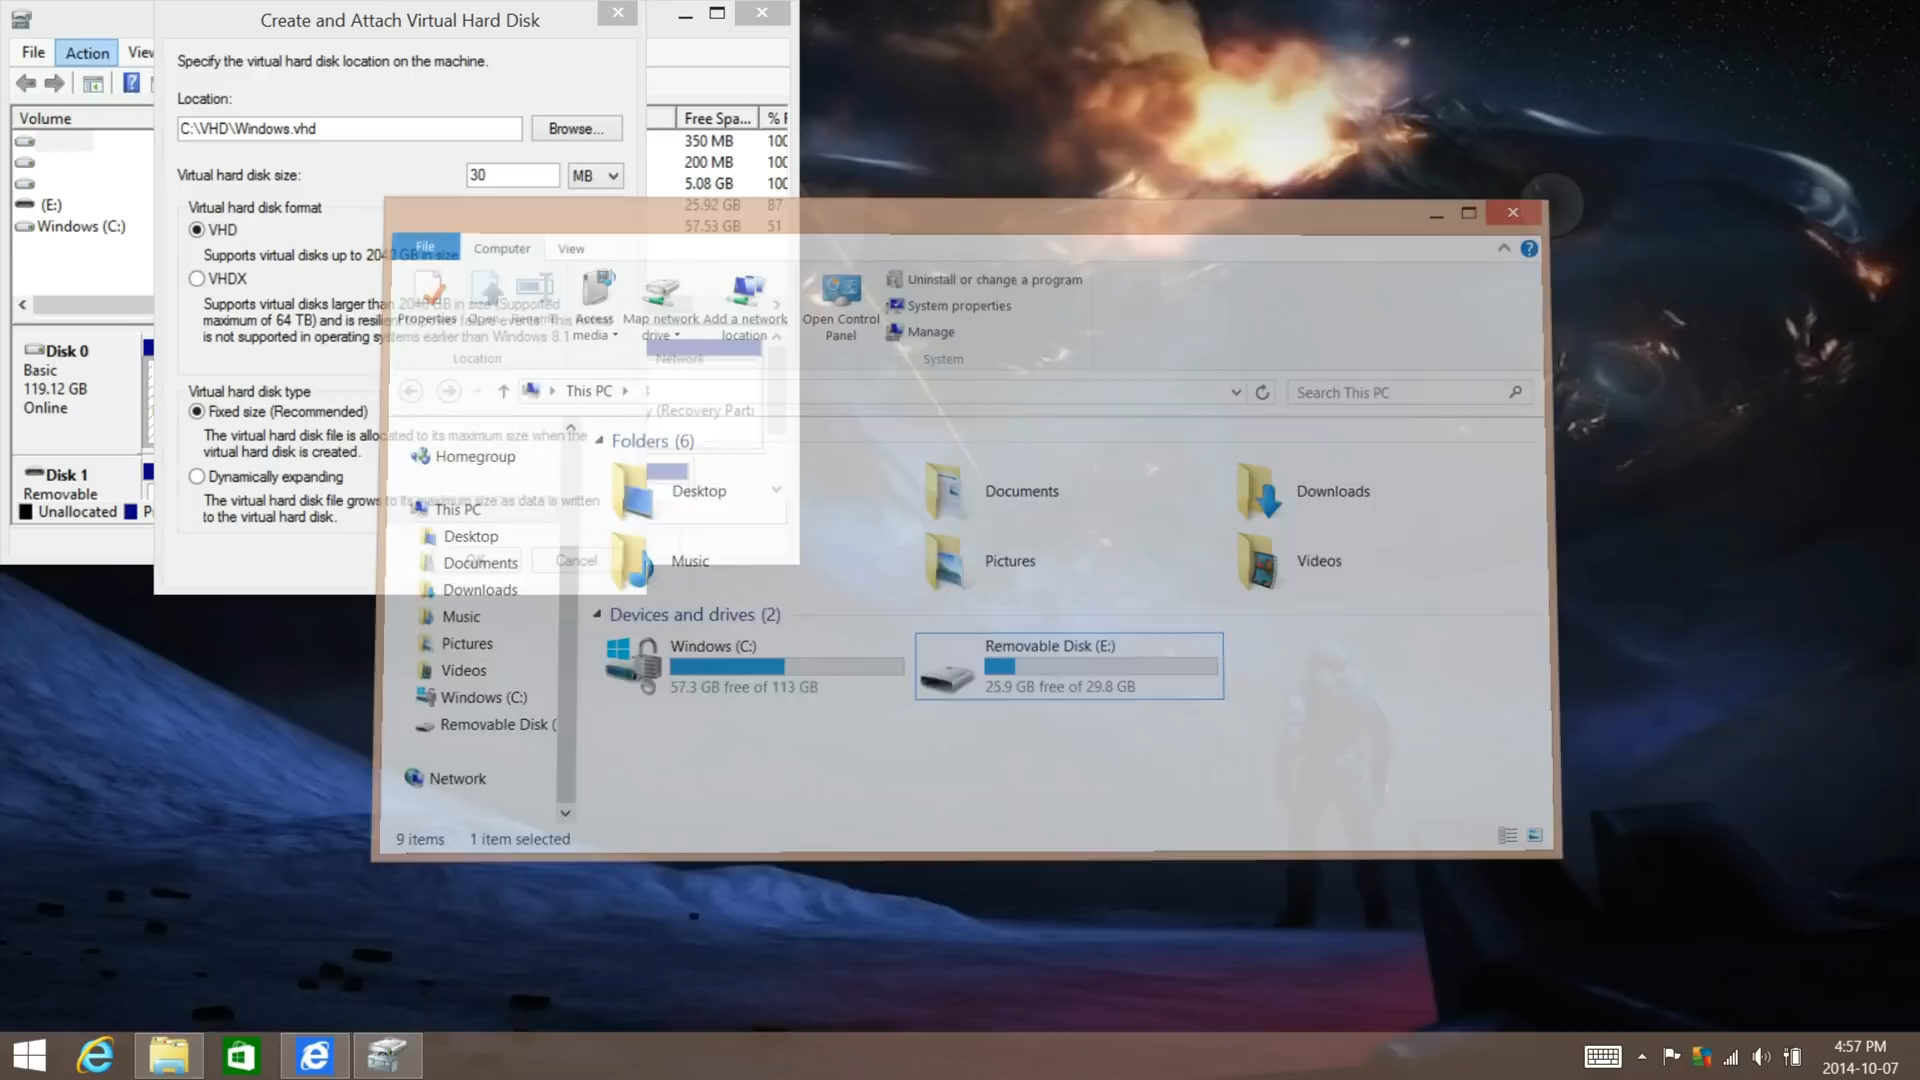 Create and Attach Virtual Hard Disk
File Action View
Specify the virtual hard disk location on the machine.
Location:
C:\VHD\Windows.vhd
Browse...
Virtual hard disk size:
30
MB
Virtual hard disk format
VHD
Supports virtual disks up to 2040 GB in size
VHDX
Supports virtual disks larger than 2040 GB in size (Supported
maximum of 64 TB) and is resilient to power failure events. This format
is not supported in operating systems earlier than Windows 8.1
Virtual hard disk type
Fixed size (Recommended)
The virtual hard disk file is allocated to its maximum size when the
virtual hard disk is created.
Dynamically expanding
The virtual hard disk file grows to its maximum size as data is written
to the virtual hard disk.
OK
Cancel
Volume
Free Spa...
350 MB
200 MB
5.08 GB
(E:)
25.92 GB
87
Windows (C:)
57.53 GB
51
Disk 0
Basic
119.12 GB
Online
(Recovery Parti
Disk 1
Removable
Unallocated
File Computer View
Properties
Open
Rename
Access
media
Map network
drive
Add a network
location
Open Control
Panel
Uninstall or change a program
System properties
Manage
Location
Network
System
This PC
Search This PC
Homegroup
This PC
Desktop
Documents
Downloads
Music
Pictures
Videos
Windows (C:)
Removable Disk (
Network
Folders (6)
Desktop
Documents
Downloads
Music
Pictures
Videos
Devices and drives (2)
Windows (C:)
57.3 GB free of 113 GB
Removable Disk (E:)
25.9 GB free of 29.8 GB
9 items
1 item selected
4:57 PM
2014-10-07